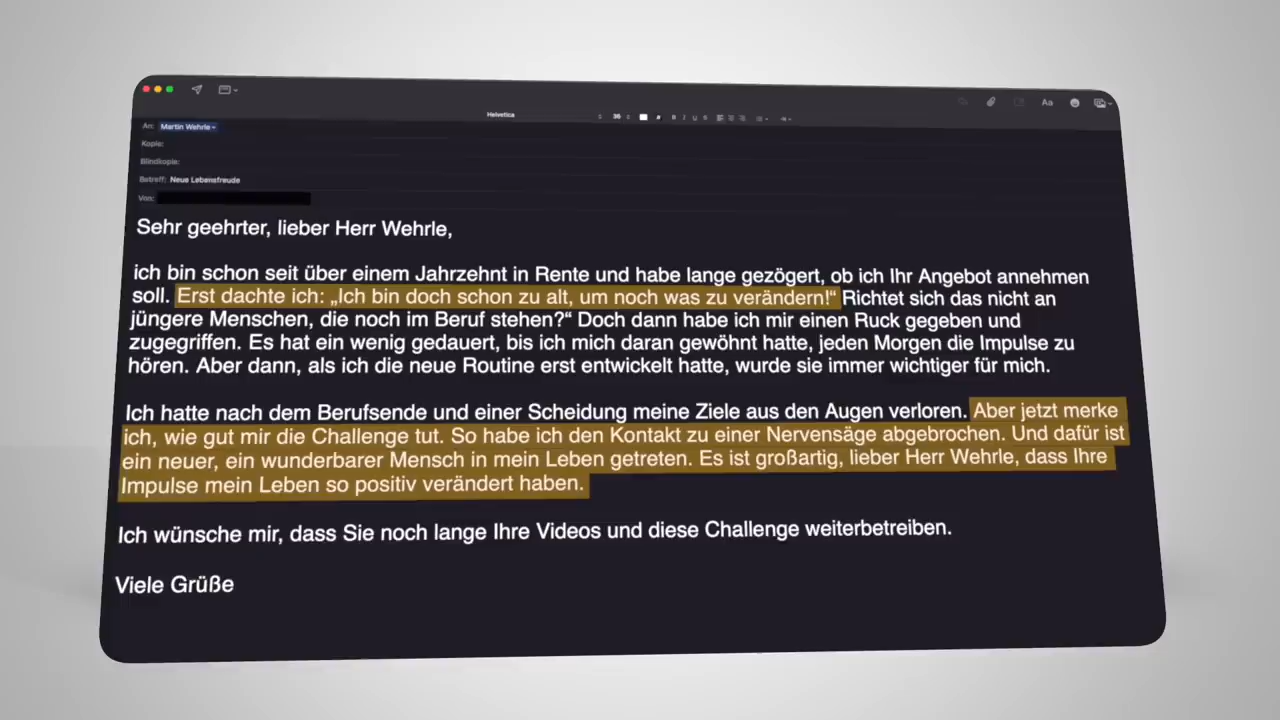 Helvetica
36
An: Martin Wehrle
Kopie:
Blindkopie:
Betreff: Neue Lebensfreude
Von:
Sehr geehrter, lieber Herr Wehrle,
ich bin schon seit über einem Jahrzehnt in Rente und habe lange gezögert, ob ich Ihr Angebot annehmen
soll. Erst dachte ich: „Ich bin doch schon zu alt, um noch was zu verändern!“ Richtet sich das nicht an
jüngere Menschen, die noch im Beruf stehen?“ Doch dann habe ich mir einen Ruck gegeben und
zugegriffen. Es hat ein wenig gedauert, bis ich mich daran gewöhnt hatte, jeden Morgen die Impulse zu
hören. Aber dann, als ich die neue Routine erst entwickelt hatte, wurde sie immer wichtiger für mich.
Ich hatte nach dem Berufsende und einer Scheidung meine Ziele aus den Augen verloren. Aber jetzt merke
ich, wie gut mir die Challenge tut. So habe ich den Kontakt zu einer Nervensäge abgebrochen. Und dafür ist
ein neuer, ein wunderbarer Mensch in mein Leben getreten. Es ist großartig, lieber Herr Wehrle, dass Ihre
Impulse mein Leben so positiv verändert haben.
Ich wünsche mir, dass Sie noch lange Ihre Videos und diese Challenge weiterbetreiben.
Viele Grüße